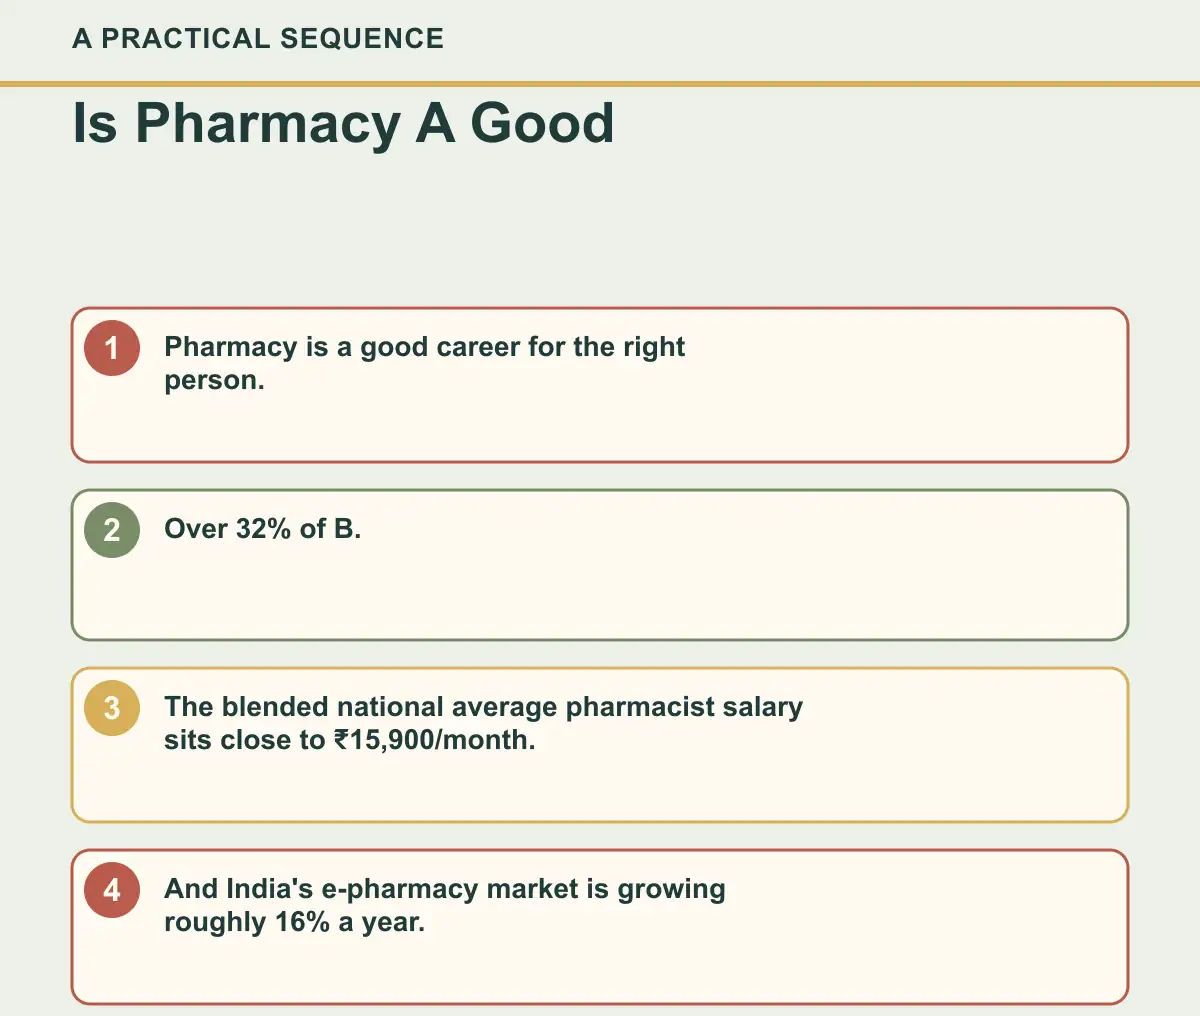 A PRACTICAL SEQUENCE
Is Pharmacy A Good
1
Pharmacy is a good career for the right
person.
2
Over 32% of B.
3
The blended national average pharmacist salary
sits close to ₹15,900/month.
4
And India's e-pharmacy market is growing
roughly 16% a year.